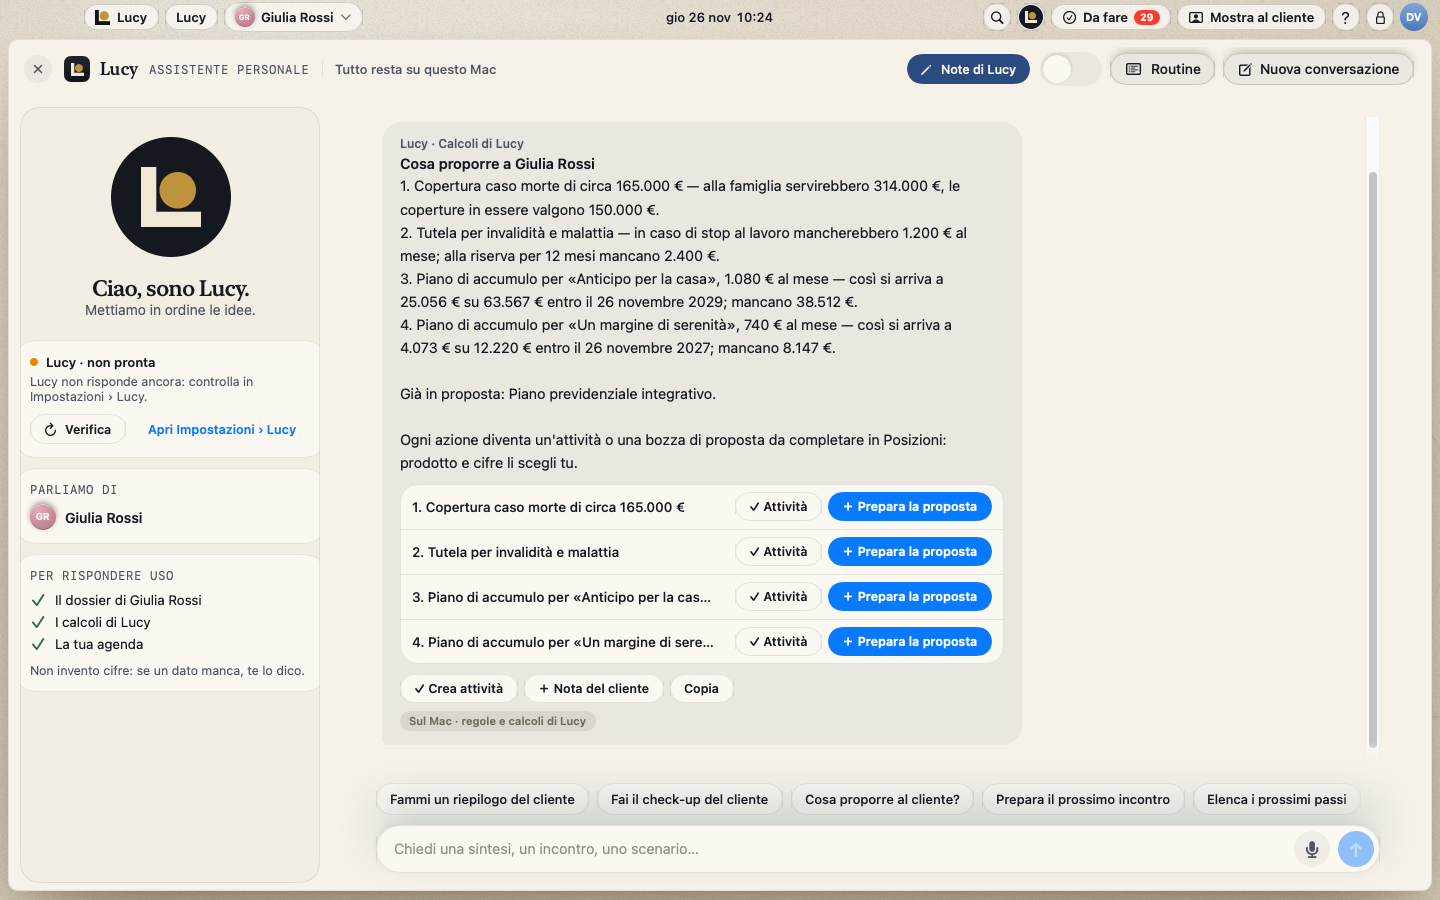 Lucy
Lucy
GR Giulia Rossi
gio 26 nov 10:24
Da fare 29
Mostra al cliente
?
DV
Lucy ASSISTENTE PERSONALE
Tutto resta su questo Mac
Note di Lucy
Routine
Nuova conversazione
Ciao, sono Lucy.
Mettiamo in ordine le idee.
Lucy · non pronta
Lucy non risponde ancora: controlla in
Impostazioni › Lucy.
Verifica
Apri Impostazioni › Lucy
PARLIAMO DI
GR Giulia Rossi
PER RISPONDERE USO
Il dossier di Giulia Rossi
I calcoli di Lucy
La tua agenda
Non invento cifre: se un dato manca, te lo dico.
Lucy · Calcoli di Lucy
Cosa proporre a Giulia Rossi
1. Copertura caso morte di circa 165.000 € — alla famiglia servirebbero 314.000 €, le
coperture in essere valgono 150.000 €.
2. Tutela per invalidità e malattia — in caso di stop al lavoro mancherebbero 1.200 € al
mese; alla riserva per 12 mesi mancano 2.400 €.
3. Piano di accumulo per «Anticipo per la casa», 1.080 € al mese — così si arriva a
25.056 € su 63.567 € entro il 26 novembre 2029; mancano 38.512 €.
4. Piano di accumulo per «Un margine di serenità», 740 € al mese — così si arriva a
4.073 € su 12.220 € entro il 26 novembre 2027; mancano 8.147 €.
Già in proposta: Piano previdenziale integrativo.
Ogni azione diventa un'attività o una bozza di proposta da completare in Posizioni:
prodotto e cifre li scegli tu.
1. Copertura caso morte di circa 165.000 € ✓ Attività + Prepara la proposta
2. Tutela per invalidità e malattia ✓ Attività + Prepara la proposta
3. Piano di accumulo per «Anticipo per la cas... ✓ Attività + Prepara la proposta
4. Piano di accumulo per «Un margine di sere... ✓ Attività + Prepara la proposta
✓ Crea attività
+ Nota del cliente
Copia
Sul Mac · regole e calcoli di Lucy
Fammi un riepilogo del cliente
Fai il check-up del cliente
Cosa proporre al cliente?
Prepara il prossimo incontro
Elenca i prossimi passi
Chiedi una sintesi, un incontro, uno scenario...